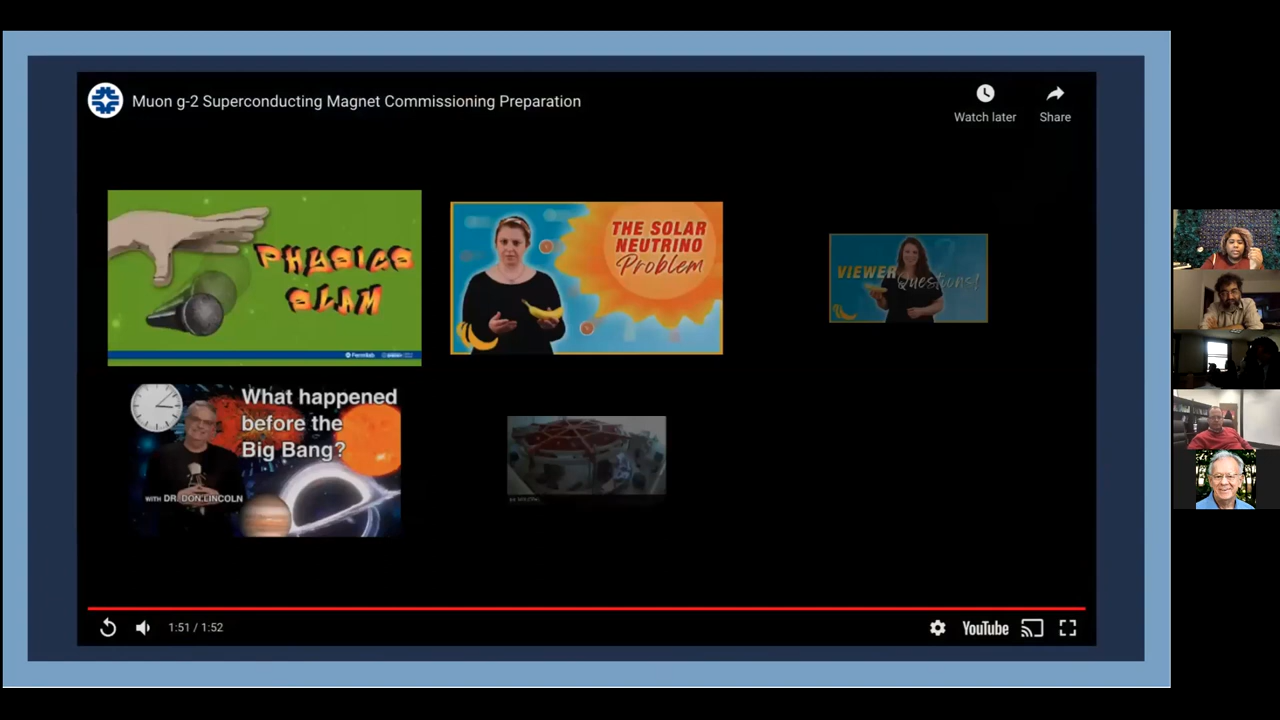 Muon g-2 Superconducting Magnet Commissioning Preparation
Watch later
Share
PHYSICS
SLAM
Fermilab
THE SOLAR
NEUTRINO
Problem
VIEWER
Questions!
What happened
before the
Big Bang?
WITH DR. DON LINCOLN
1:51 / 1:52
YouTube